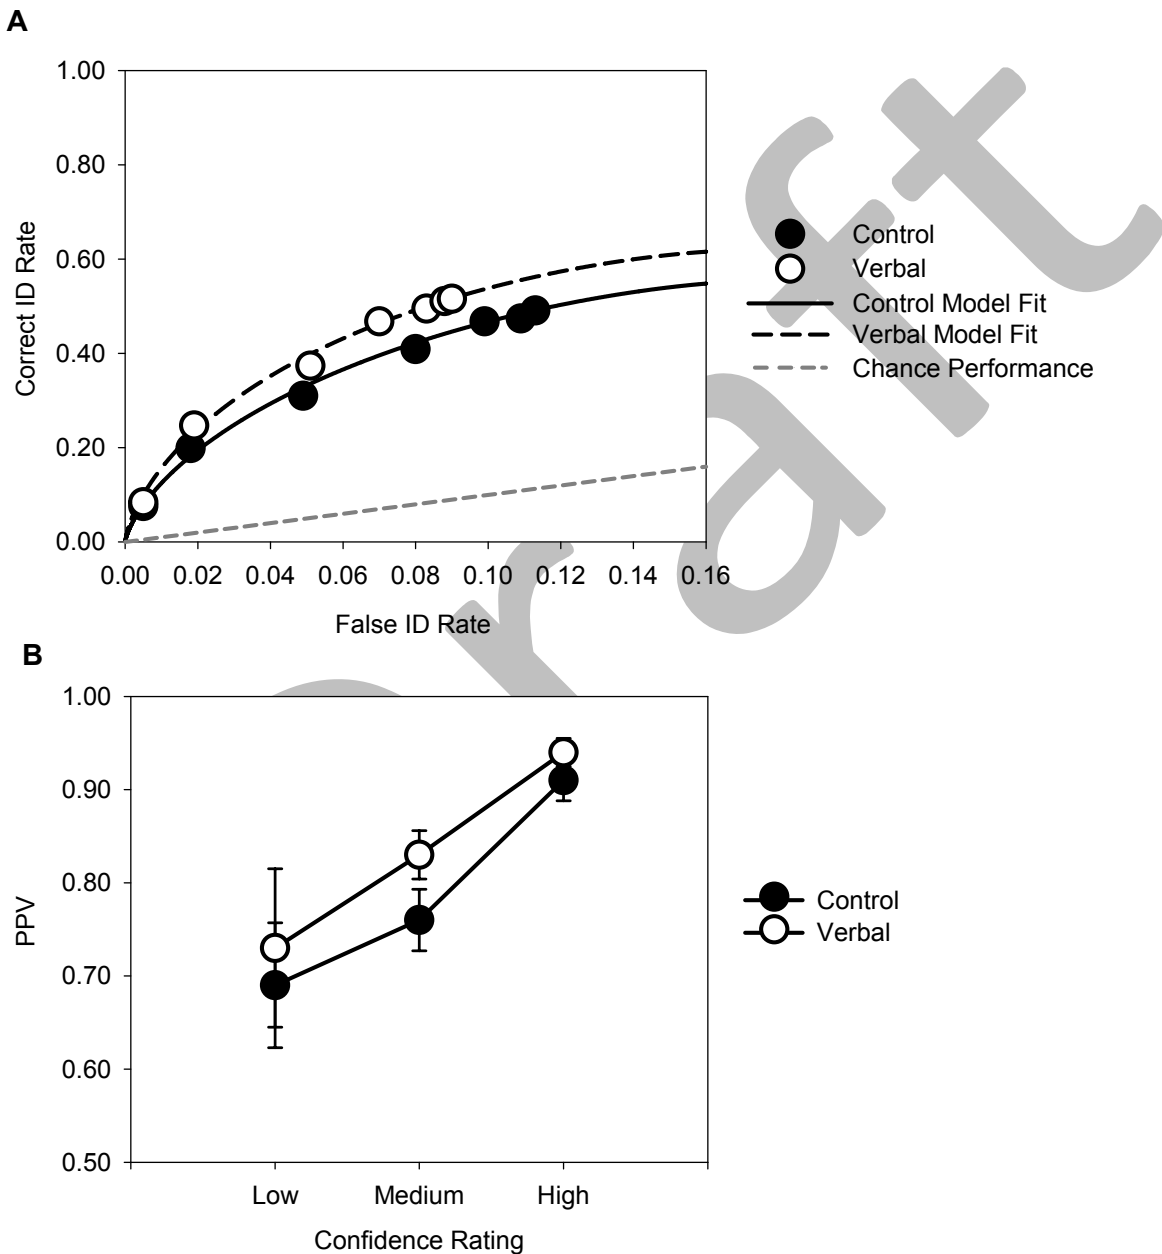 A
1.00
0.80
0.60
0.40
0.20
0.00
Correct ID Rate
0.00 0.02 0.04 0.06 0.08 0.10 0.12 0.14 0.16
False ID Rate
Control
Verbal
Control Model Fit
Verbal Model Fit
Chance Performance
B
1.00
0.90
0.80
0.70
0.60
0.50
PPV
Low Medium High
Confidence Rating
Control
Verbal
raft